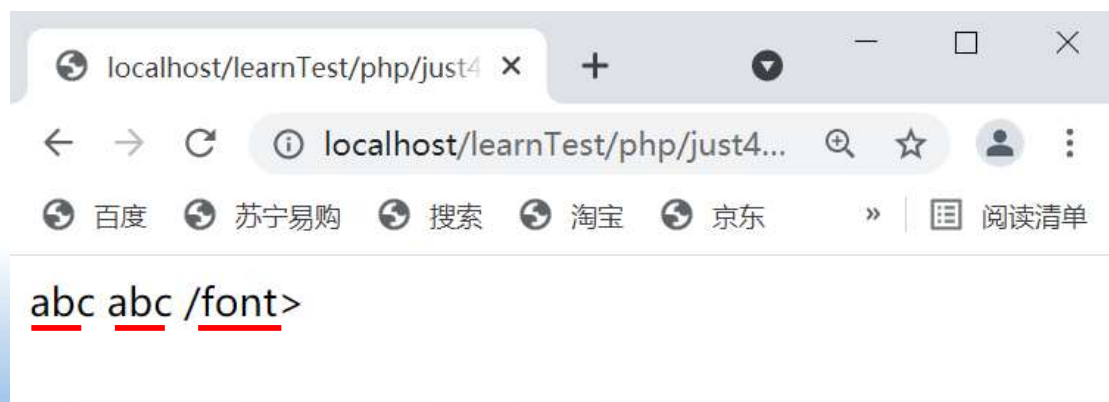 localhost/learnTest/php/just4
localhost/learnTest/php/just4...
百度 苏宁易购 搜索 淘宝 京东 » 阅读清单
abc abc /font>